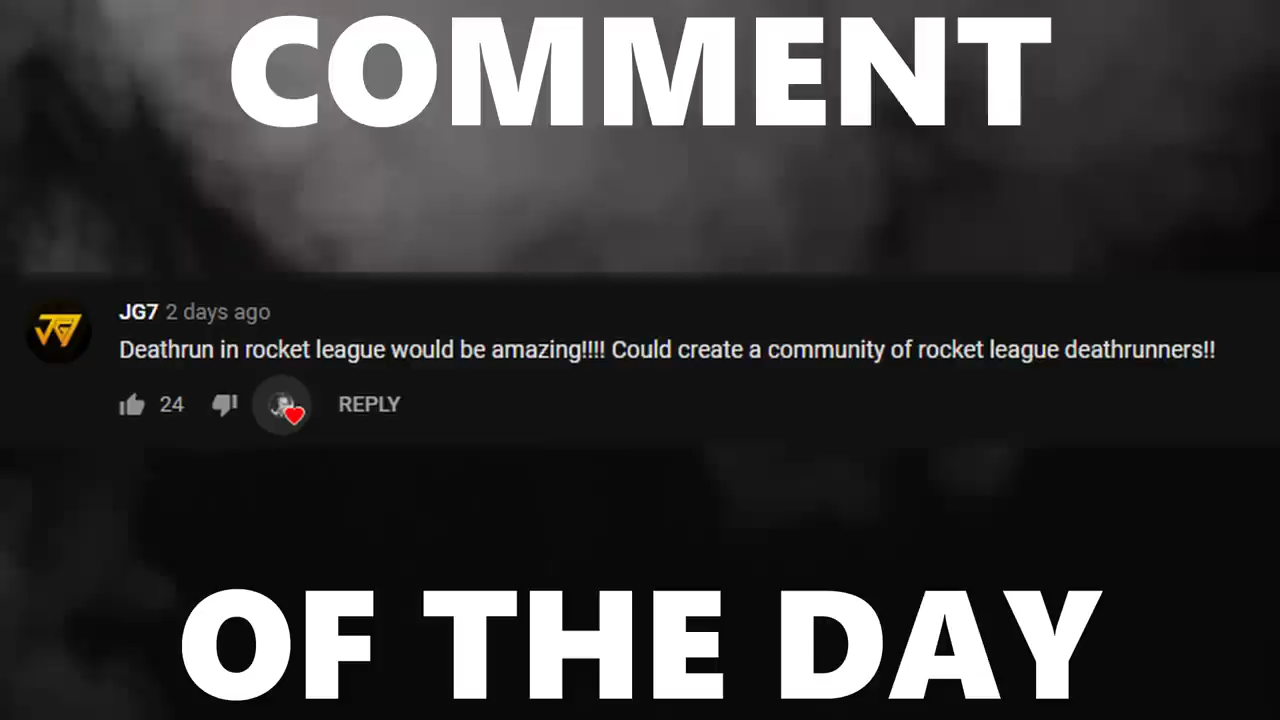 COMMENT
JG7 2 days ago
Deathrun in rocket league would be amazing!!!! Could create a community of rocket league deathrunners!!
24 REPLY
OF THE DAY